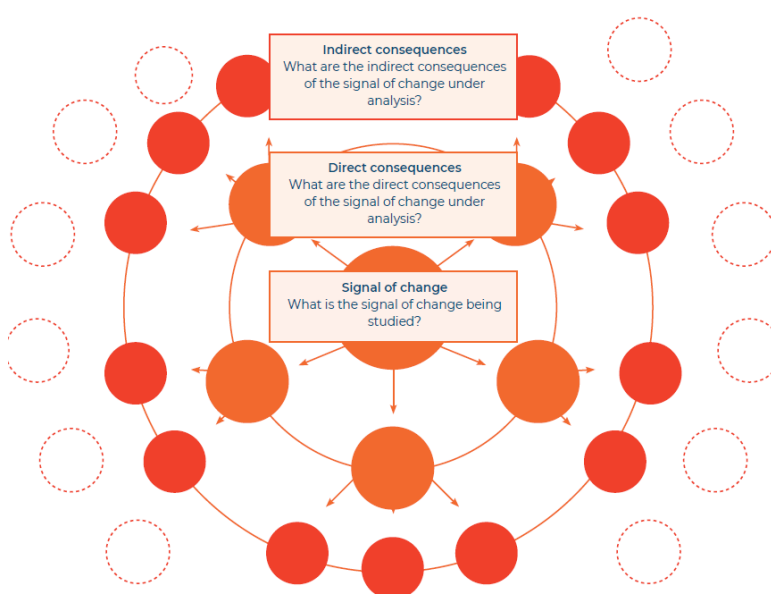 Indirect consequences
What are the indirect consequences
of the signal of change under
analysis?
Direct consequences
What are the direct consequences
of the signal of change under
analysis?
Signal of change
What is the signal of change being
studied?